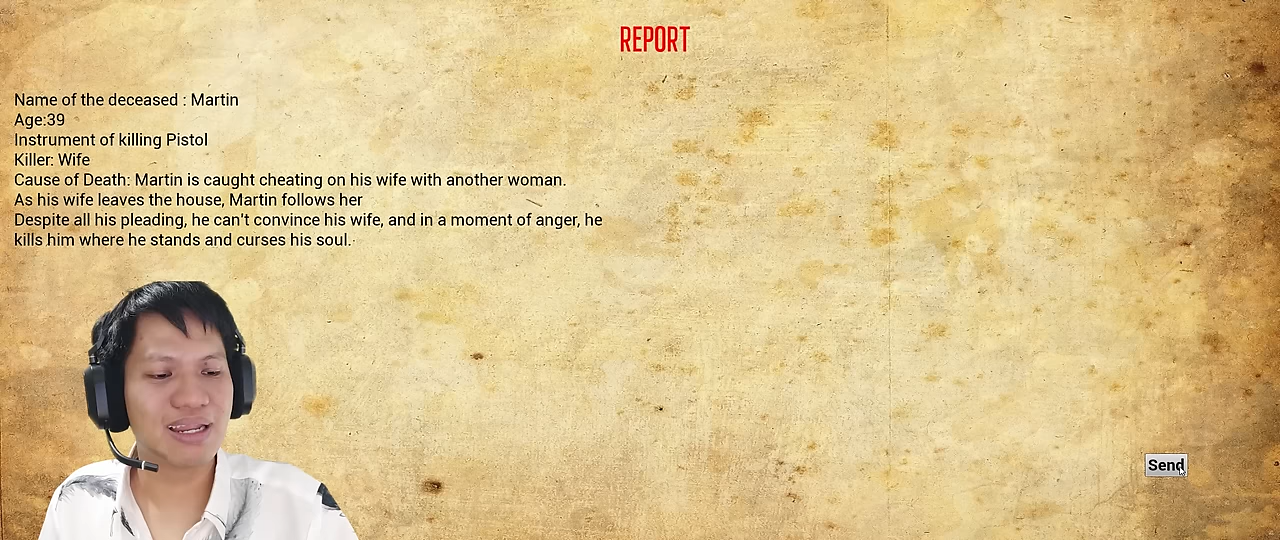 REPORT
Name of the deceased : Martin
Age:39
Instrument of killing Pistol
Killer: Wife
Cause of Death: Martin is caught cheating on his wife with another woman.
As his wife leaves the house, Martin follows her
Despite all his pleading, he can't convince his wife, and in a moment of anger, he
kills him where he stands and curses his soul.
Send